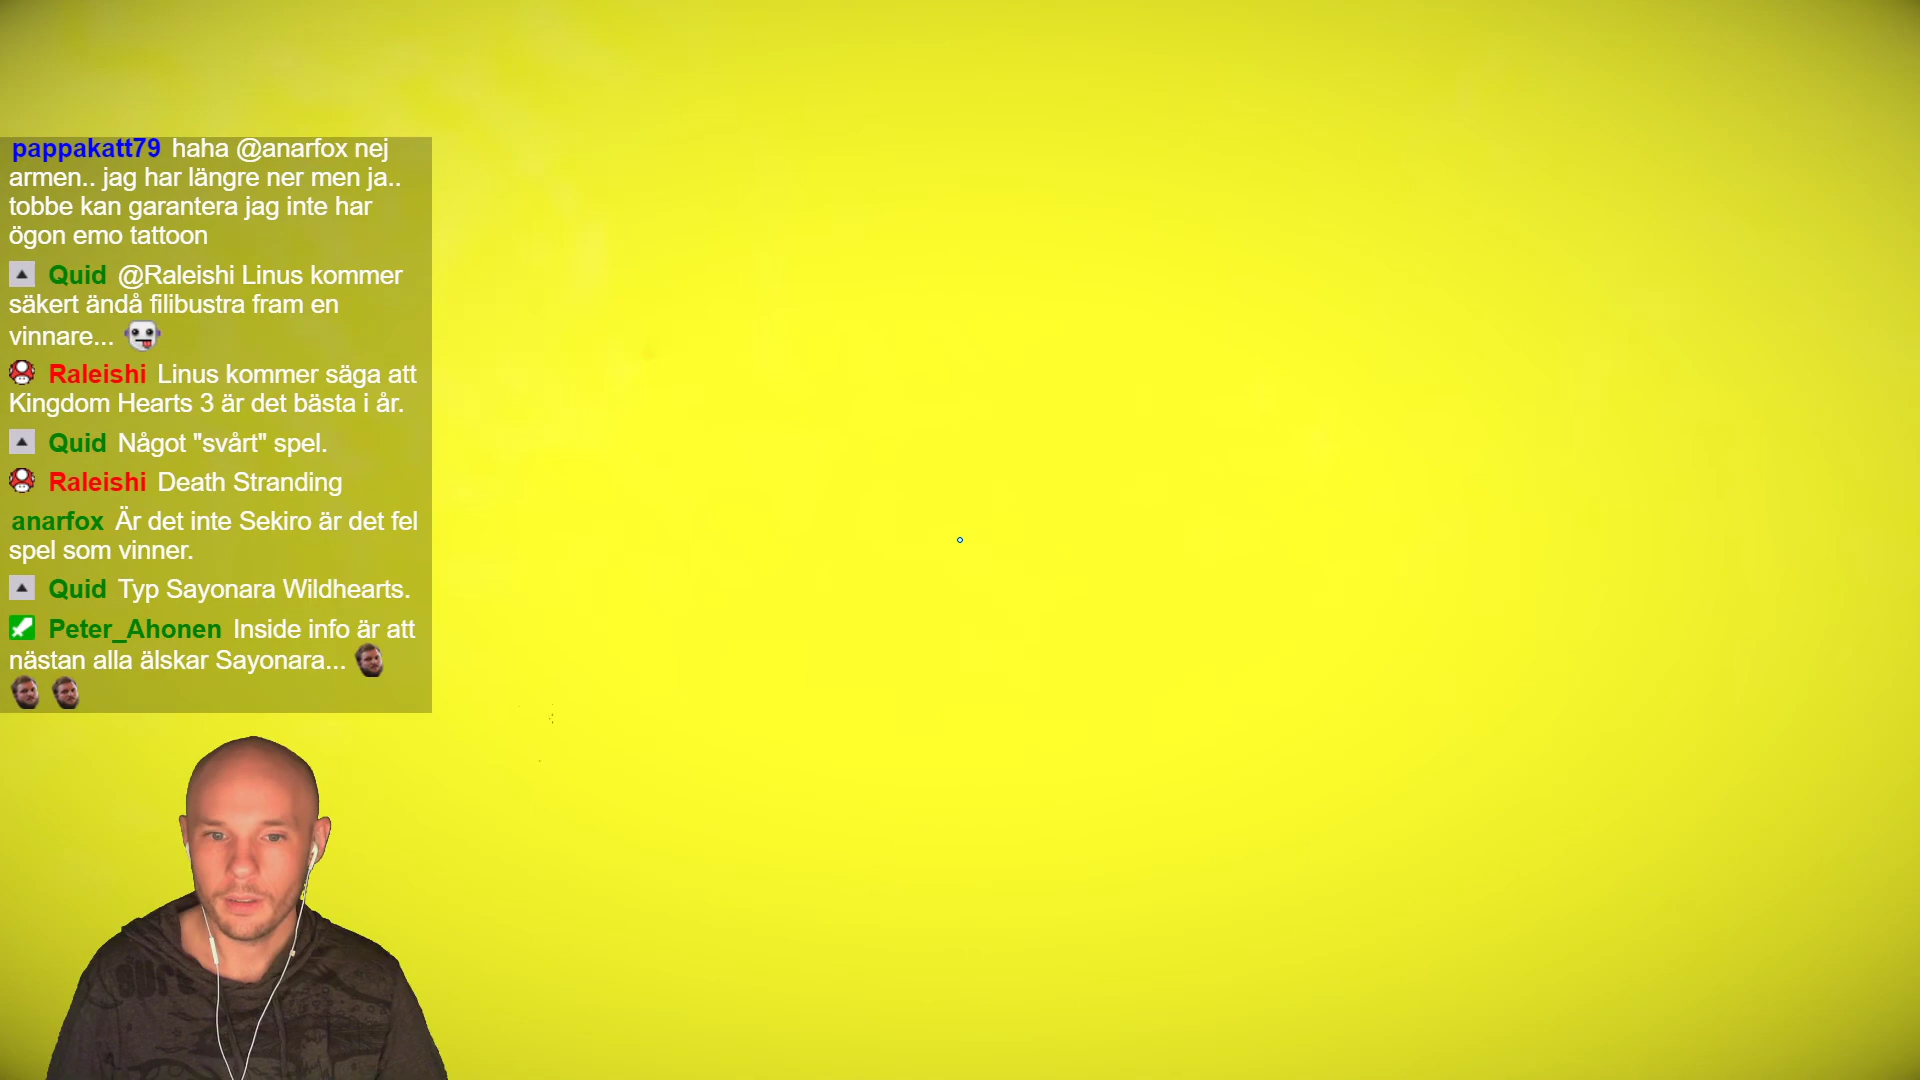 pappakatt79 haha @anarfox nej
armen.. jag har längre ner men ja..
tobbe kan garantera jag inte har
ögon emo tattoon
Quid @Raleishi Linus kommer
säkert ändå filibustra fram en
vinnare...
Raleishi Linus kommer säga att
Kingdom Hearts 3 är det bästa i år.
Quid Något "svårt" spel.
Raleishi Death Stranding
anarfox Är det inte Sekiro är det fel
spel som vinner.
Quid Typ Sayonara Wildhearts.
Peter_Ahonen Inside info är att
nästan alla älskar Sayonara...